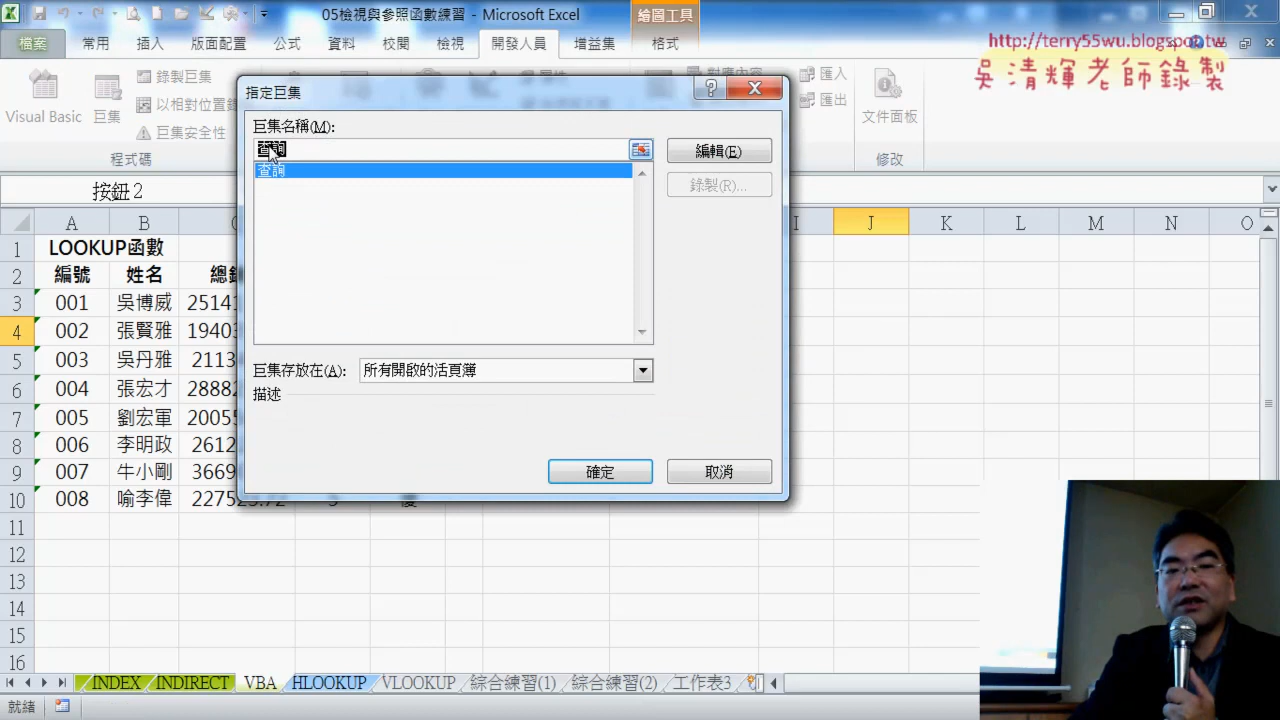 05檢視與參照函數練習 - Microsoft Excel
繪圖工具
檔案 常用 插入 版面配置 公式 資料 校閱 檢視 開發人員 增益集 格式
http://terry55wu.blogspot.tw
吳清輝老師錄製
Visual Basic
巨集
錄製巨集
以相對位置錄
巨集安全性
程式碼
匯入
匯出
文件面板
修改
按鈕 2
指定巨集
巨集名稱(M):
查詢
查詢
編輯(E)
錄製(R)...
巨集存放在(A): 所有開啟的活頁簿
描述
確定 取消
A B I J K L M N O
1 LOOKUP函數
2 編號 姓名
3 001 吳博威
4 002 張賢雅
5 003 吳丹雅
6 004 張宏才
7 005 劉宏軍
8 006 李明政
9 007 牛小剛
10 008 喻李偉
11
12
13
14
15
16
INDEX INDIRECT VBA HLOOKUP VLOOKUP 綜合練習(1) 綜合練習(2) 工作表3
就緒